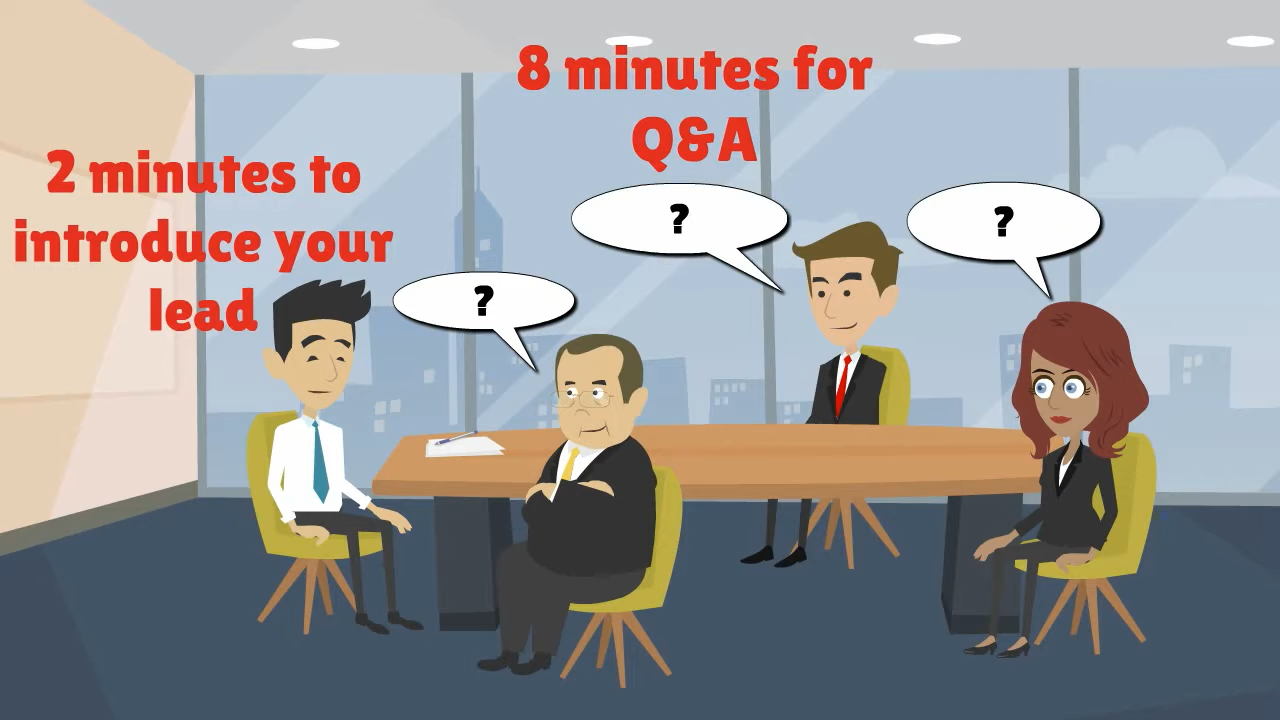 2 minutes to
introduce your
lead
8 minutes for
Q&A
?
?
?